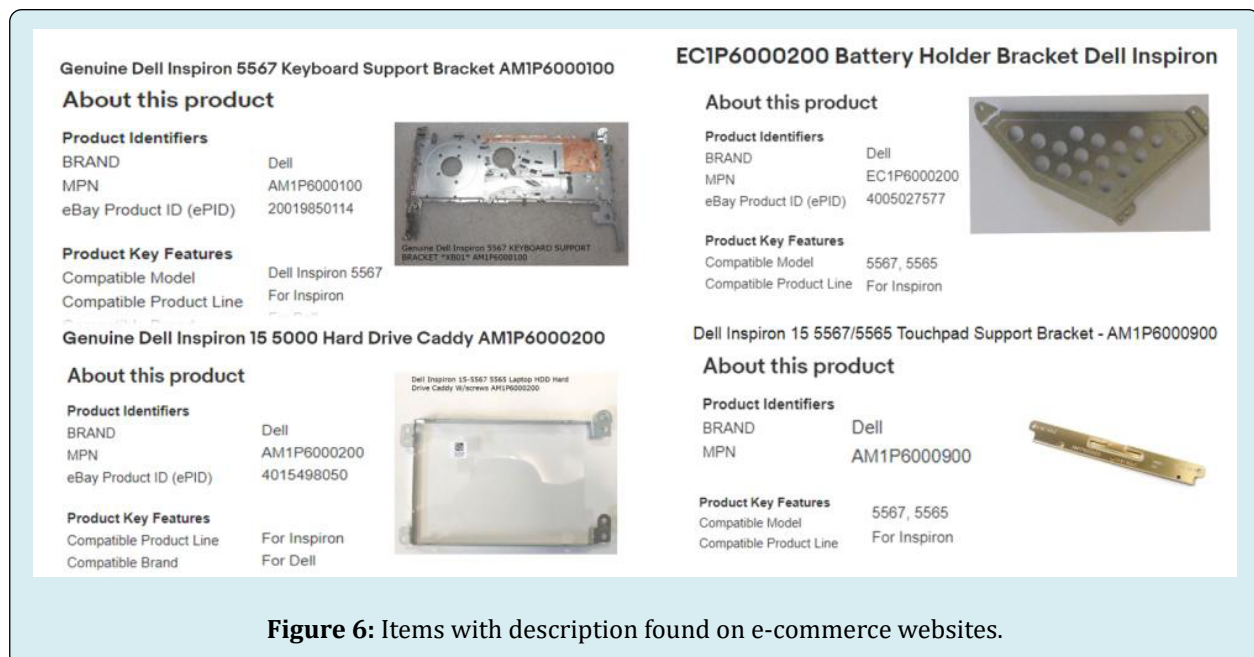 Genuine Dell Inspiron 5567 Keyboard Support Bracket AM1P6000100
About this product
Product Identifiers
BRAND Dell
MPN AM1P6000100
eBay Product ID (ePID) 20019850114
Product Key Features
Compatible Model Dell Inspiron 5567
Compatible Product Line For Inspiron
Genuine Dell Inspiron 5567 KEYBOARD SUPPORT
BRACKET *XB01* AM1P6000100
EC1P6000200 Battery Holder Bracket Dell Inspiron
About this product
Product Identifiers
BRAND Dell
MPN EC1P6000200
eBay Product ID (ePID) 4005027577
Product Key Features
Compatible Model 5567, 5565
Compatible Product Line For Inspiron
Genuine Dell Inspiron 15 5000 Hard Drive Caddy AM1P6000200
About this product
Product Identifiers
BRAND Dell
MPN AM1P6000200
eBay Product ID (ePID) 4015498050
Product Key Features
Compatible Product Line For Inspiron
Compatible Brand For Dell
Dell Inspiron 15-5567 5565 Laptop HDD Hard
Drive Caddy W/screws AM1P6000200
Dell Inspiron 15 5567/5565 Touchpad Support Bracket - AM1P6000900
About this product
Product Identifiers
BRAND Dell
MPN AM1P6000900
Product Key Features
Compatible Model 5567, 5565
Compatible Product Line For Inspiron
Figure 6: Items with description found on e-commerce websites.